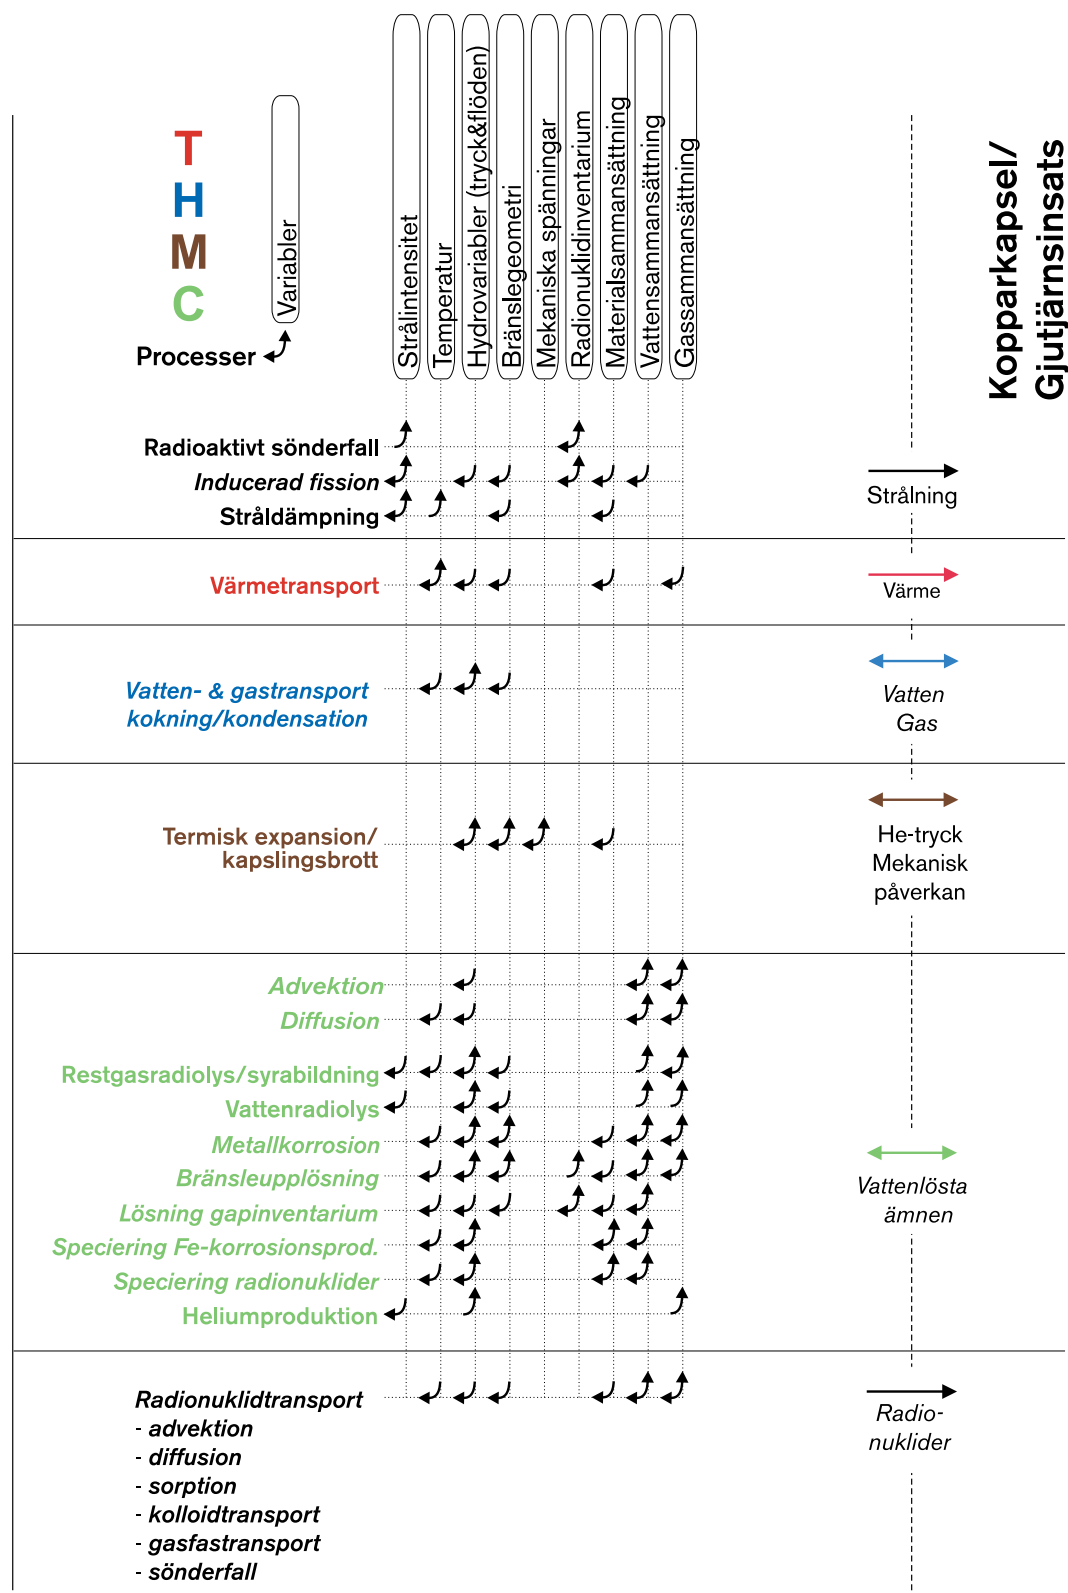 T
H
M
C
Variabler
Processer
Strålintensitet
Temperatur
Hydrovariabler (tryck&flöden)
Bränslegeometri
Mekaniska spänningar
Radionuklidinventarium
Materialsammansättning
Vattensammansättning
Gassammansättning
Kopparkapsel/
Gjutjärnsinsats
Radioaktivt sönderfall
Inducerad fission
Stråldämpning
Strålning
Värmetransport
Värme
Vatten- & gastransport
kokning/kondensation
Vatten
Gas
Termisk expansion/
kapslingsbrott
He-tryck
Mekanisk
påverkan
Advektion
Diffusion
Restgasradiolys/syrabildning
Vattenradiolys
Metallkorrosion
Bränsleupplösning
Lösning gapinventarium
Speciering Fe-korrosionsprod.
Speciering radionuklider
Heliumproduktion
Vattenlösta
ämnen
Radionuklidtransport
- advektion
- diffusion
- sorption
- kolloidtransport
- gasfastransport
- sönderfall
Radio-
nuklider